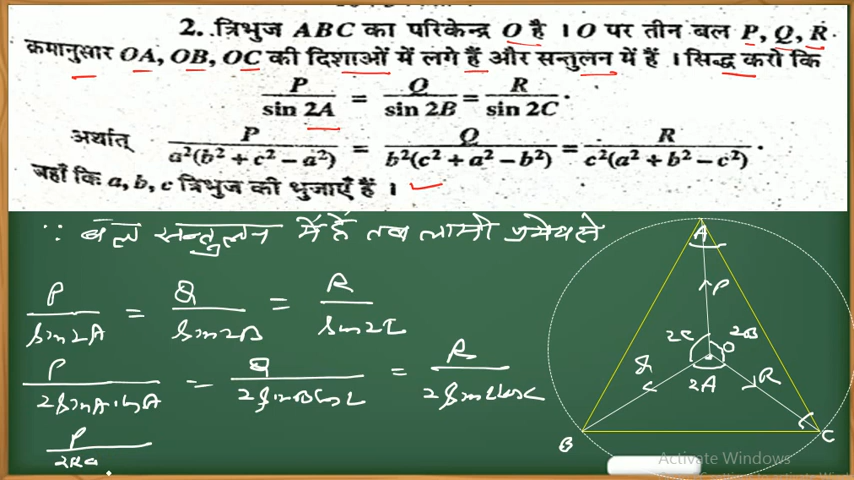 2. त्रिभुज ABC का परिकेन्द्र O है । O पर तीन बल P, Q, R
क्रमानुसार OA, OB, OC की दिशाओं में लगे हैं और सन्तुलन में हैं । सिद्ध करो कि
P/sin 2A = Q/sin 2B = R/sin 2C.
अर्थात् P/a²(b² + c² − a²) = Q/b²(c² + a² − b²) = R/c²(a² + b² − c²).
जहाँ कि a, b, c त्रिभुज की भुजाएँ हैं ।
∵ बल सन्तुलन में हैं तब लामी प्रमेय से
P/sin2A = Q/sin2B = R/sin2C
P/2sinA cosA = Q/2sinB cos = R/2sinC cosC
P
A
P
2C 2B
O
Q
2A
R
B
C
Activate Windows